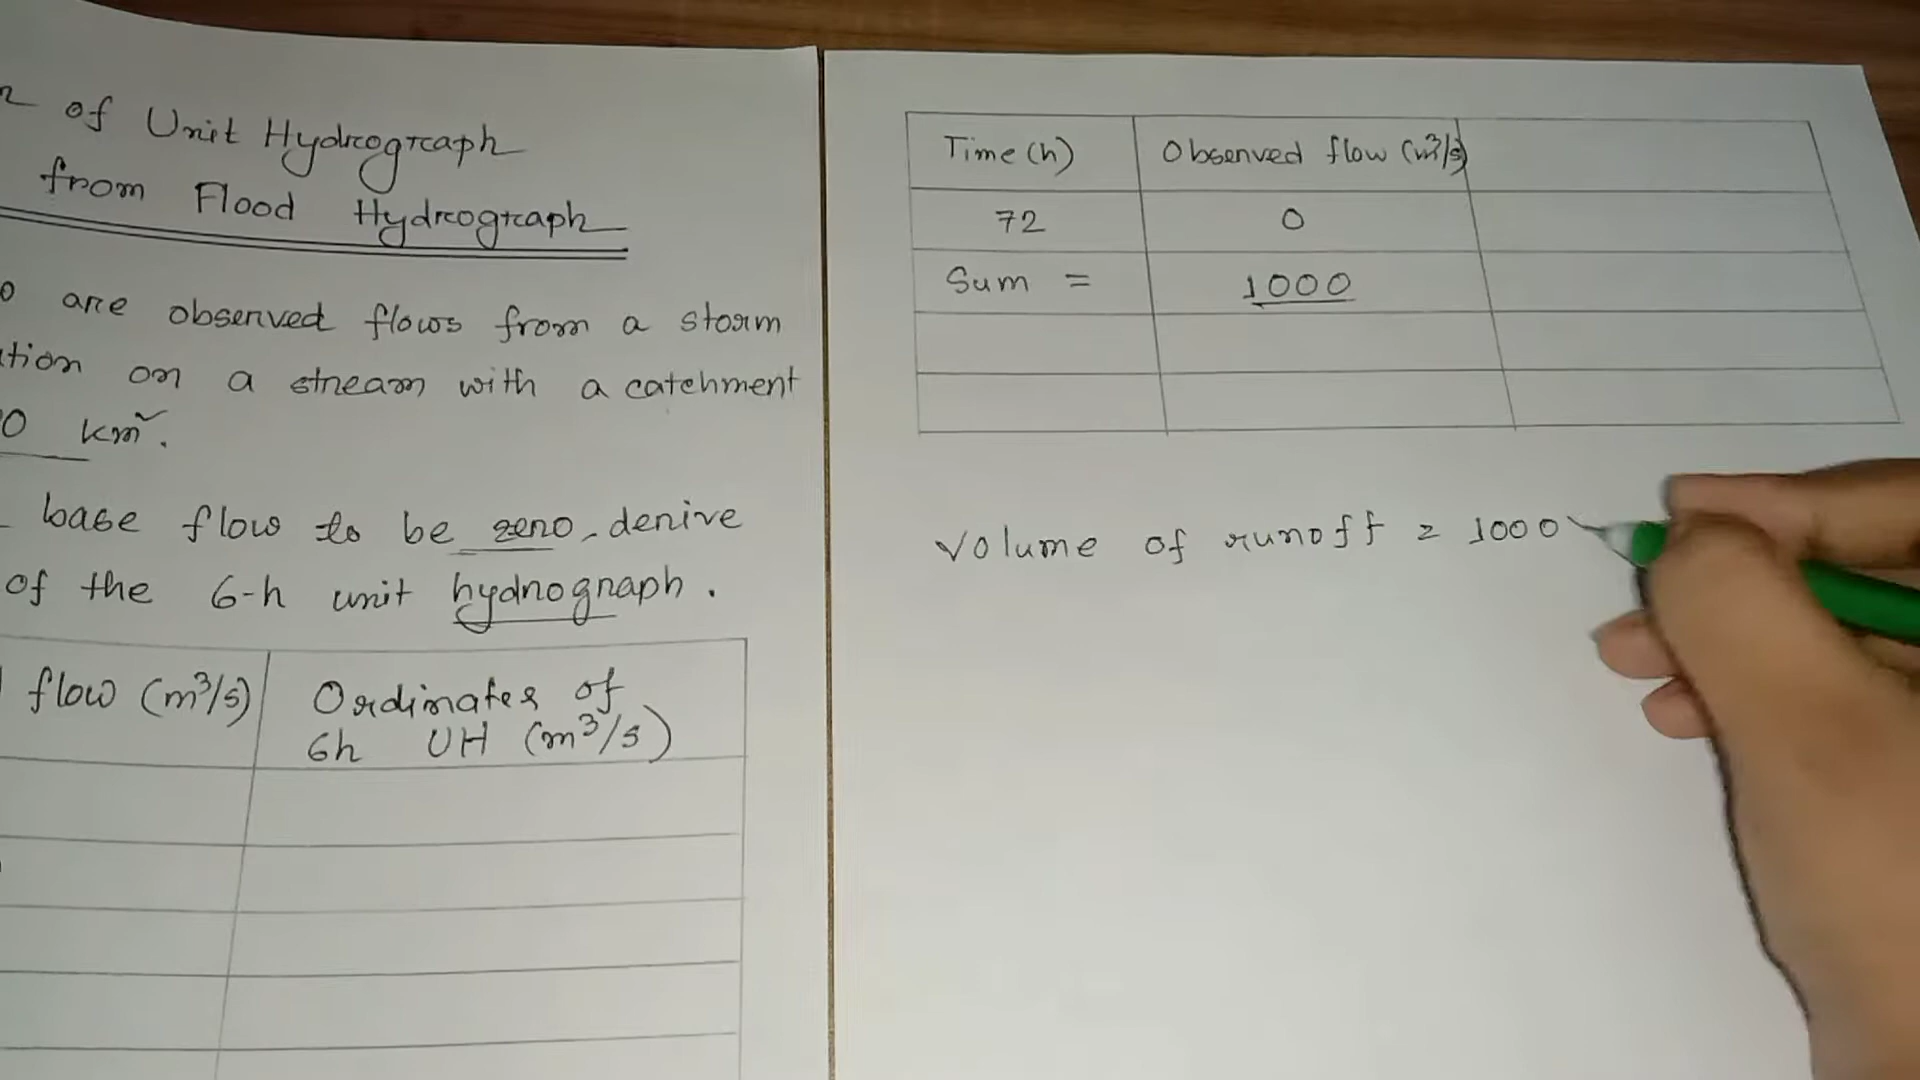 of Unit Hydrograph
from Flood Hydrograph
are observed flows from a storm
on a stream with a catchment
0 km².
base flow to be zero, derive
of the 6-h unit hydrograph.
flow (m³/s) Ordinates of
6h UH (m³/s)
Time (h) Observed flow (m³/s)
72 0
Sum = 1000
Volume of runoff = 1000